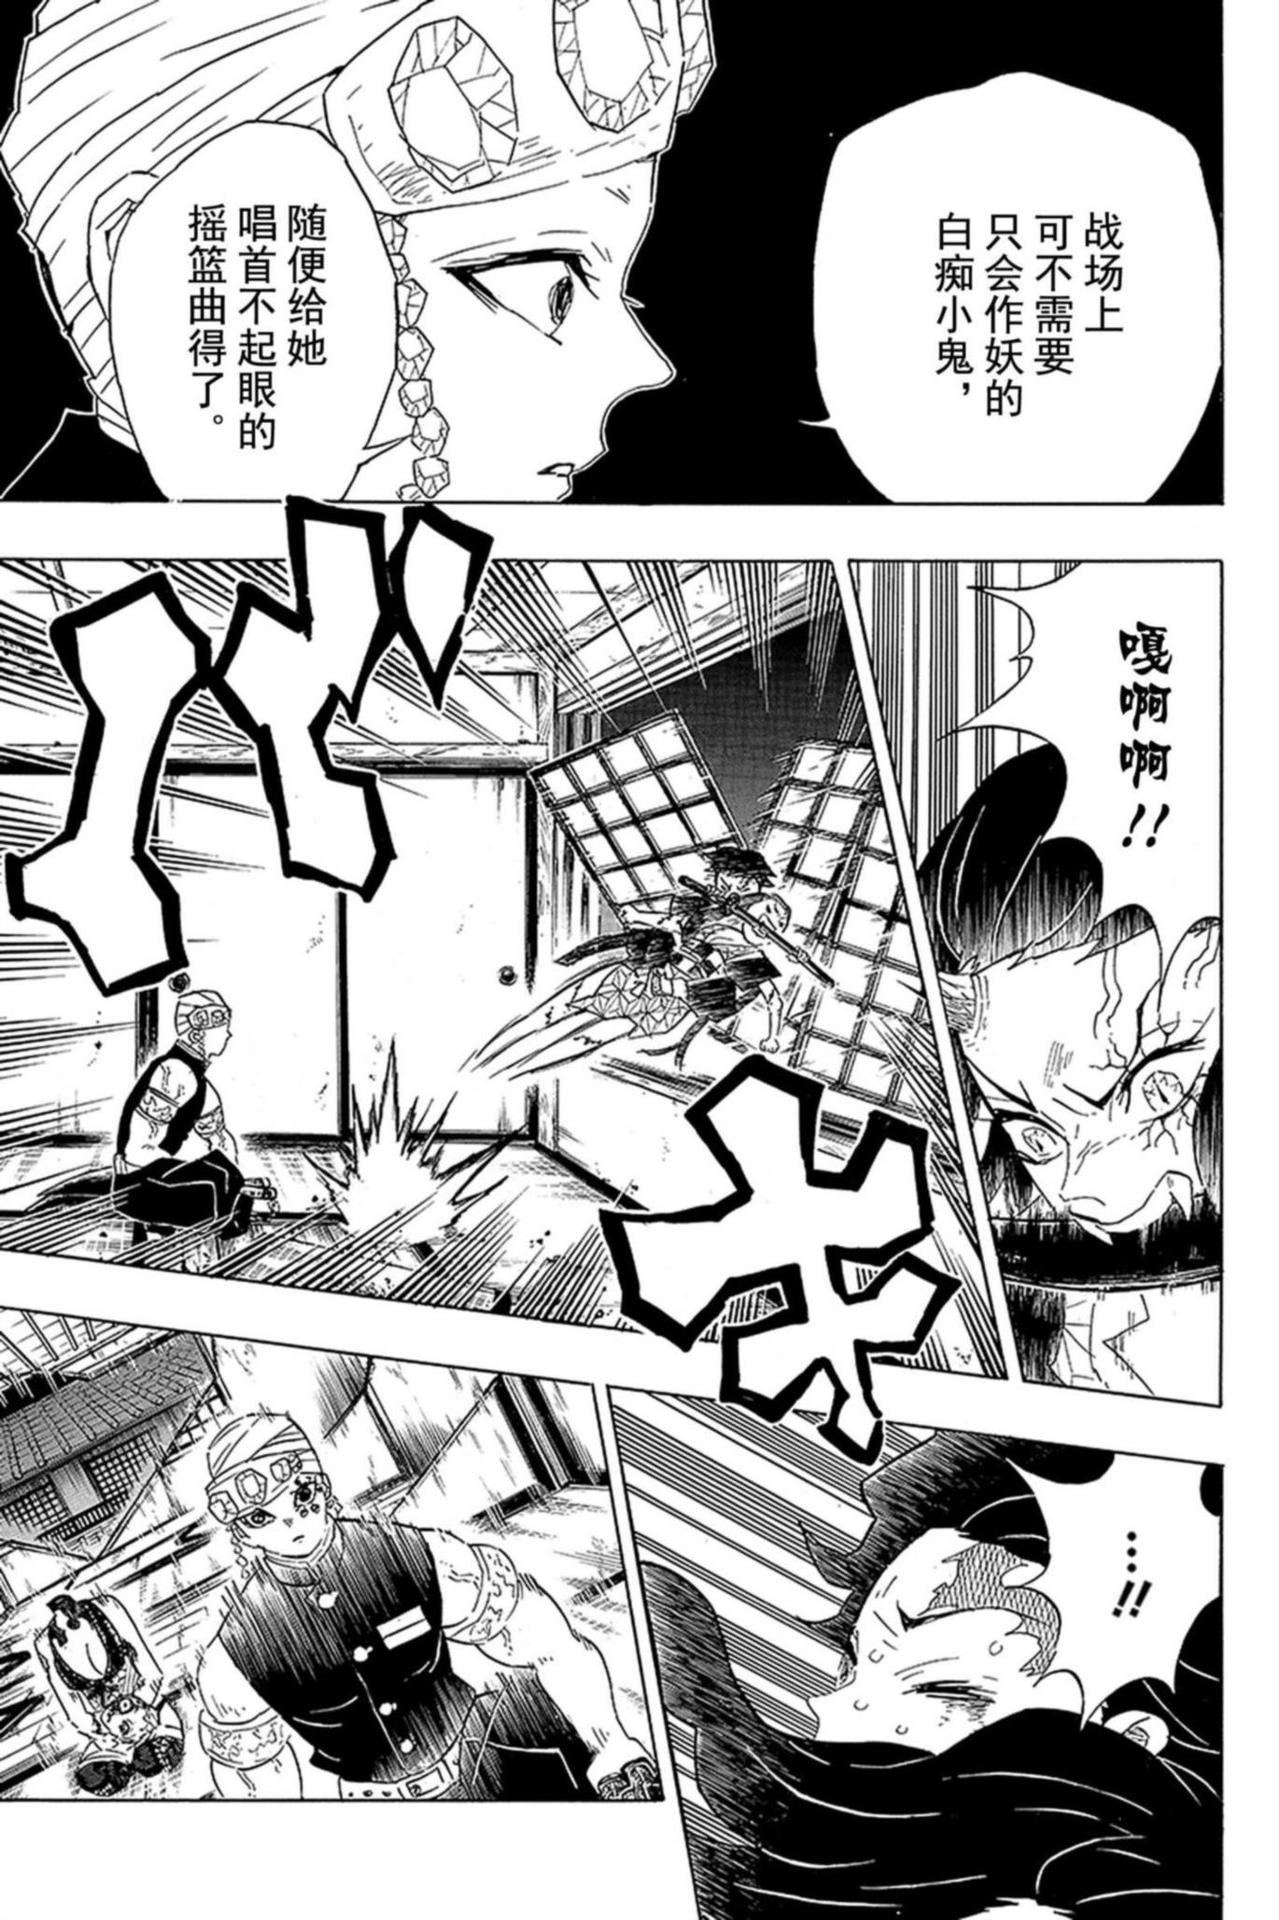 战场上
可不需要
只会作妖的
白痴小鬼，
随便给她
唱首不起眼的
摇篮曲得了。
嘎啊啊!!
…!!